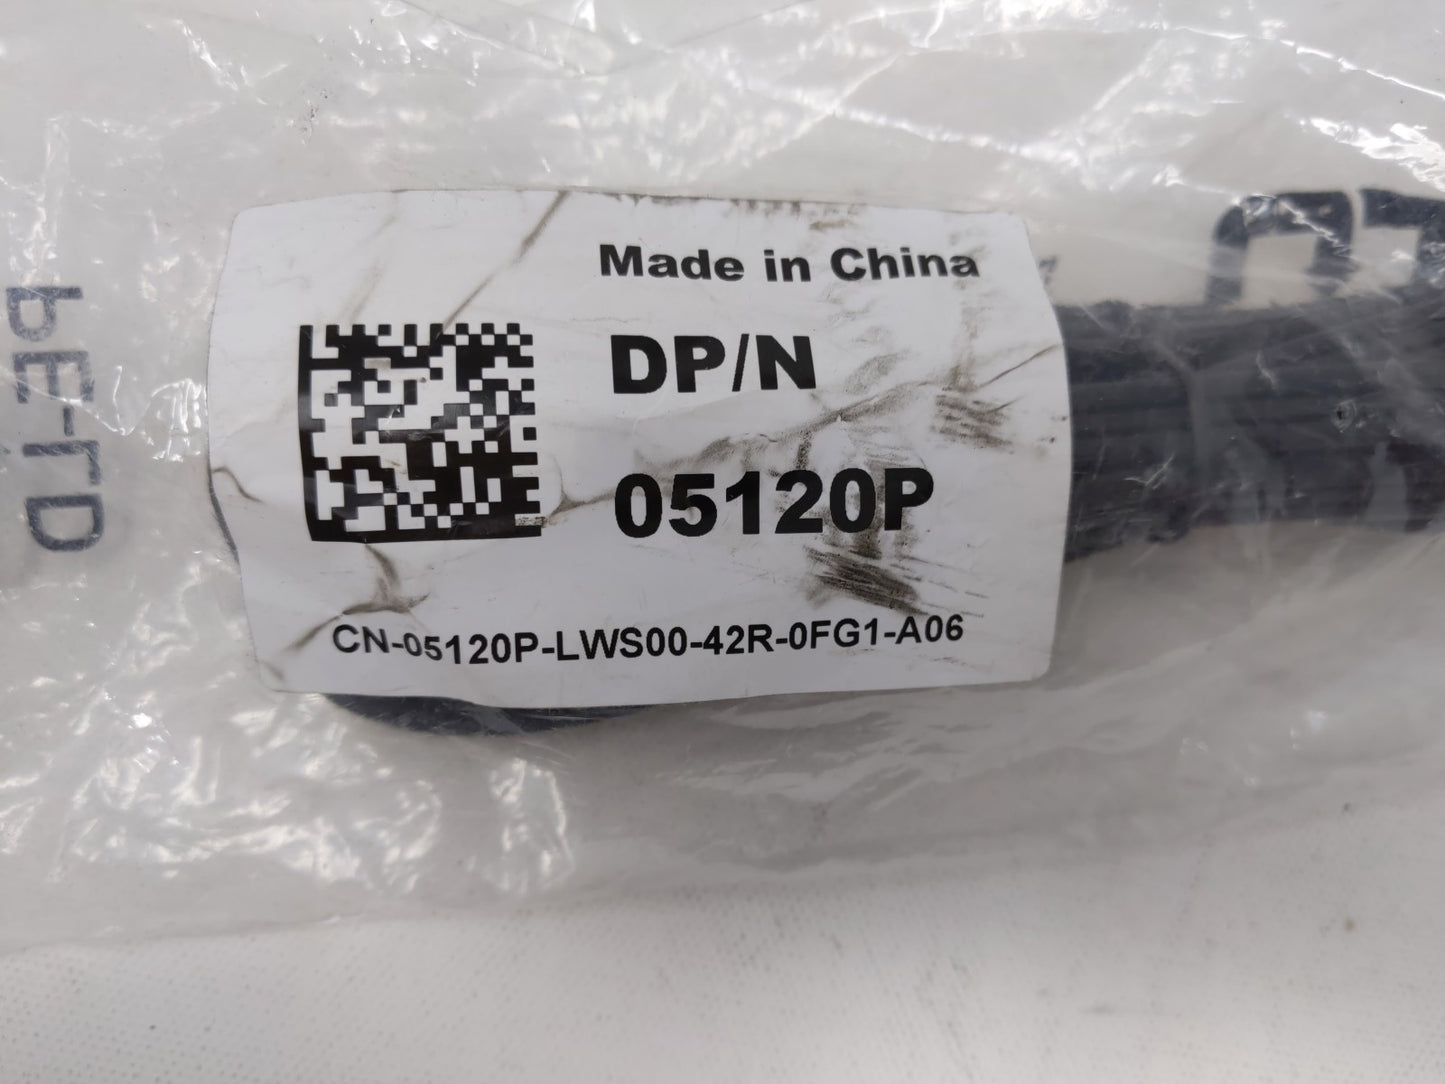 Made in China
DP/N
05120P
CN-05120P-LWS00-42R-0FG1-A06